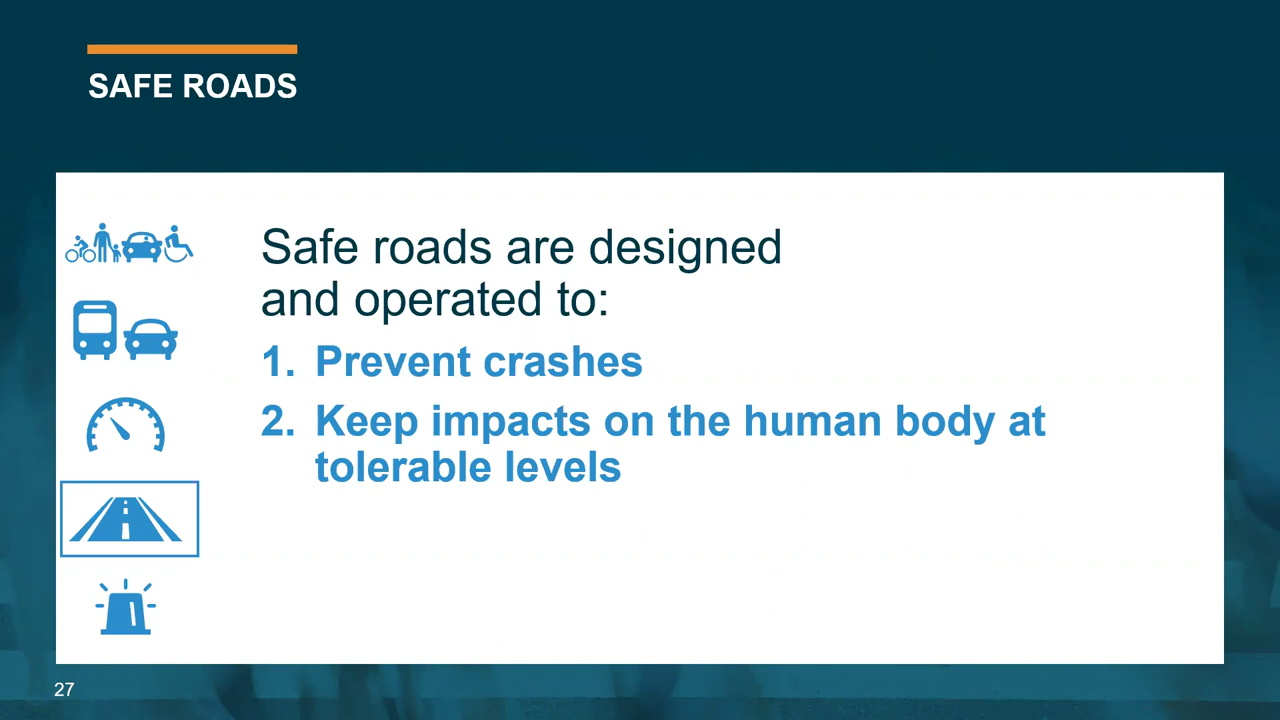 SAFE ROADS
Safe roads are designed
and operated to:
1. Prevent crashes
2. Keep impacts on the human body at
tolerable levels
27